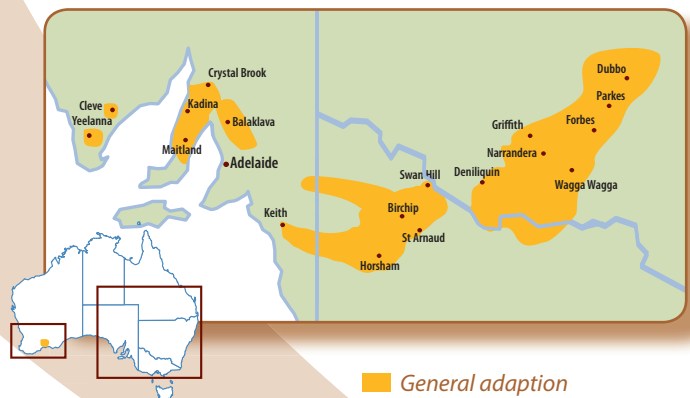 Dubbo
Crystal Brook
Parkes
Cleve
Kadina
Yeelanna
Balaklava
Forbes
Griffith
Maitland
Narrandera
Adelaide
Swan Hill
Deniliquin
Wagga Wagga
Keith
Birchip
St Arnaud
Horsham
General adaption